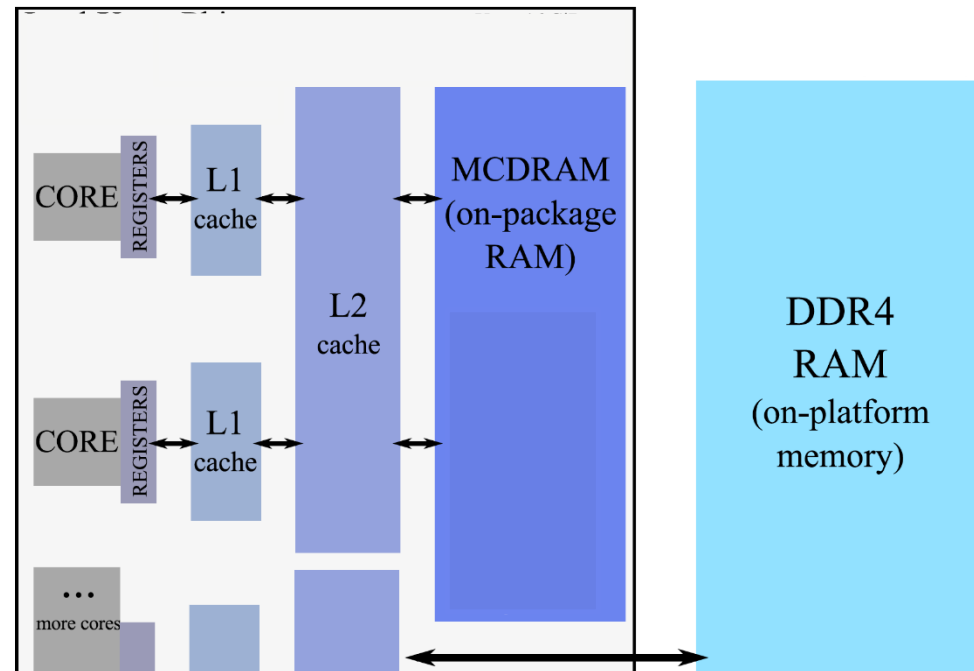 CORE
REGISTERS
L1
cache
L2
cache
MCDRAM
(on-package
RAM)
DDR4
RAM
(on-platform
memory)
CORE
REGISTERS
L1
cache
...
more cores